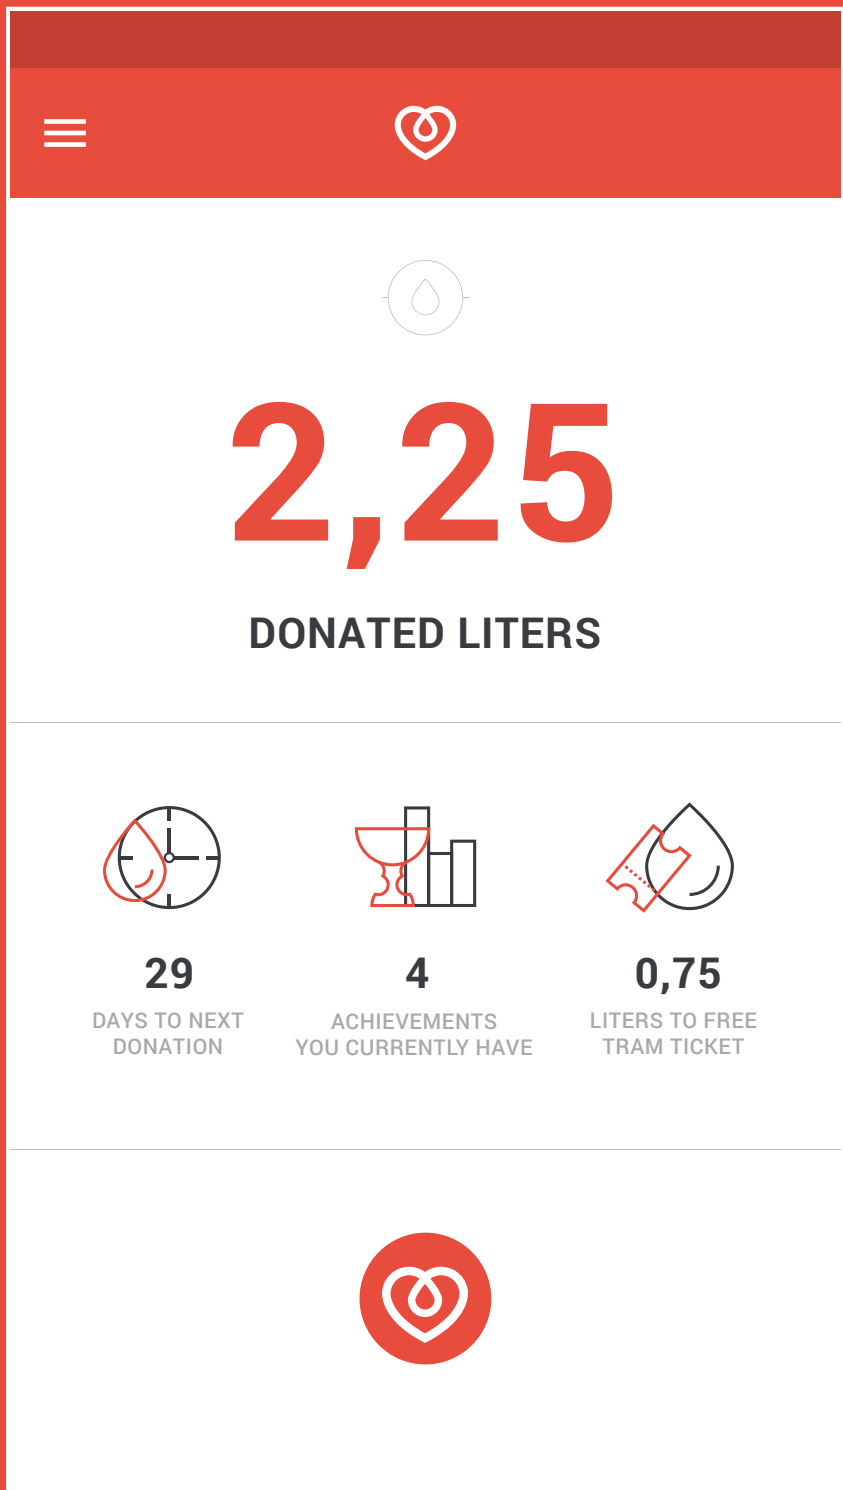 2,25
DONATED LITERS
29
DAYS TO NEXT
DONATION
4
ACHIEVEMENTS
YOU CURRENTLY HAVE
0,75
LITERS TO FREE
TRAM TICKET